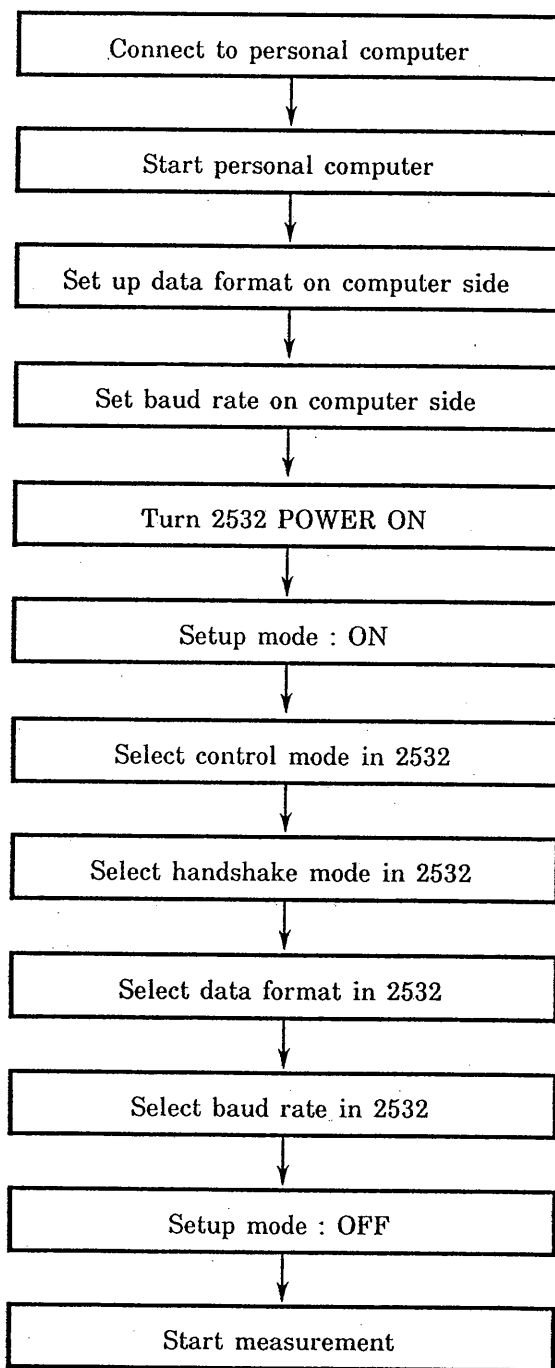 Connect to personal computer
Start personal computer
Set up data format on computer side
Set baud rate on computer side
Turn 2532 POWER ON
Setup mode : ON
Select control mode in 2532
Select handshake mode in 2532
Select data format in 2532
Select baud rate in 2532
Setup mode : OFF
Start measurement